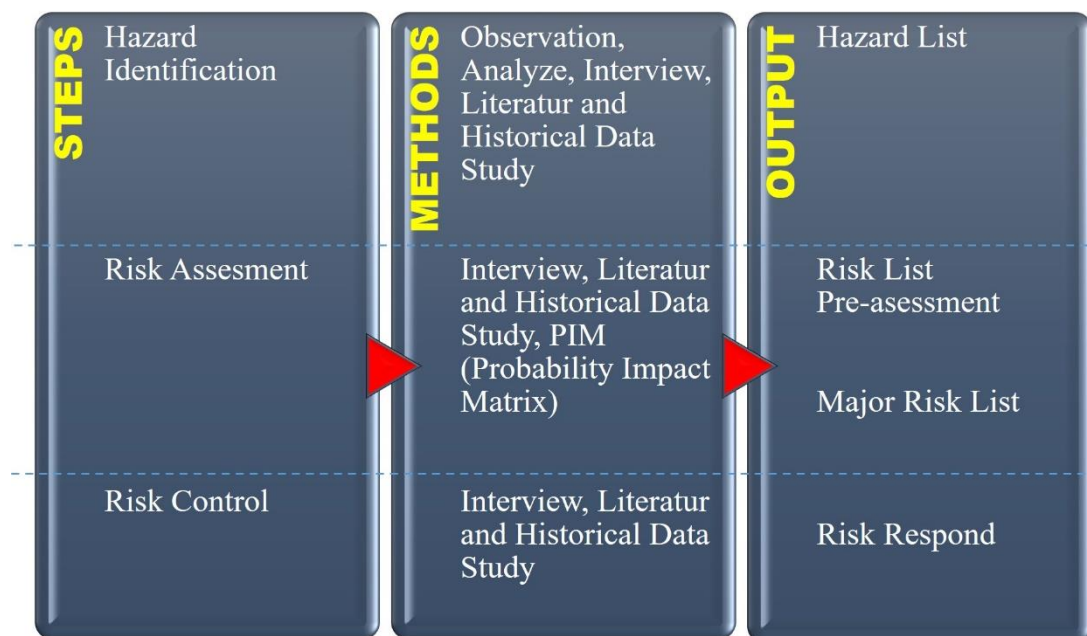 STEPS
Hazard
Identification
Risk Assesment
Risk Control
METHODS
Observation,
Analyze, Interview,
Literatur and
Historical Data
Study
Interview, Literatur
and Historical Data
Study, PIM
(Probability Impact
Matrix)
Interview, Literatur
and Historical Data
Study
OUTPUT
Hazard List
Risk List
Pre-asessment
Major Risk List
Risk Respond